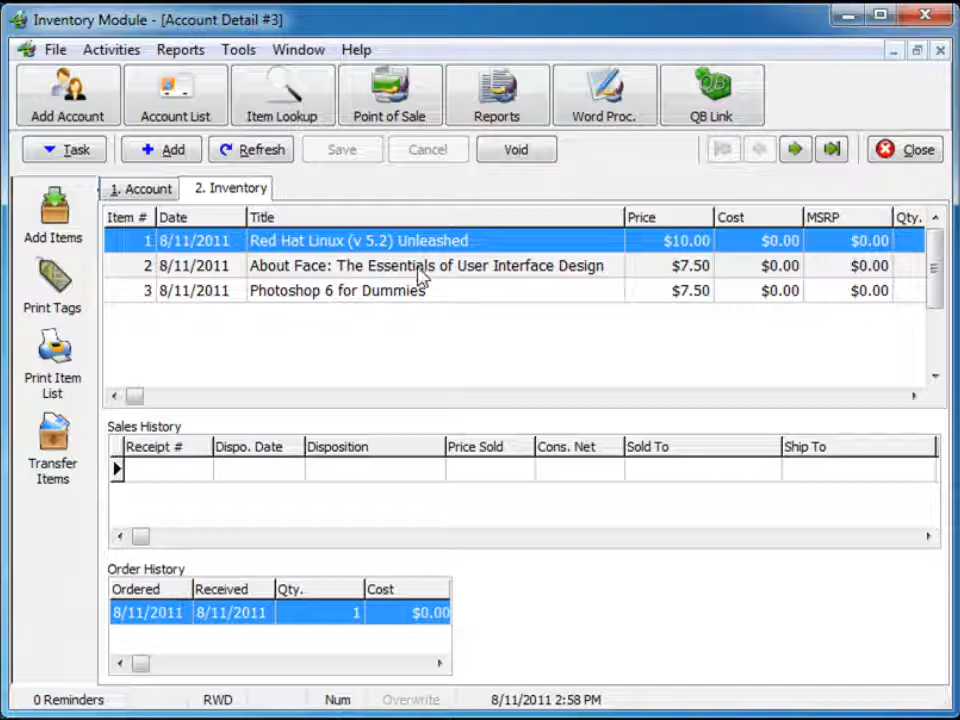 Inventory Module - [Account Detail #3]
File Activities Reports Tools Window Help
Add Account Account List Item Lookup Point of Sale Reports Word Proc. QB Link
Task Add Refresh Save Cancel Void Close
Add Items
Print Tags
Print Item
List
Transfer
Items
1. Account 2. Inventory
Item # Date Title Price Cost MSRP Qty.
1 8/11/2011 Red Hat Linux (v 5.2) Unleashed $10.00 $0.00 $0.00
2 8/11/2011 About Face: The Essentials of User Interface Design $7.50 $0.00 $0.00
3 8/11/2011 Photoshop 6 for Dummies $7.50 $0.00 $0.00
Sales History
Receipt # Dispo. Date Disposition Price Sold Cons. Net Sold To Ship To
Order History
Ordered Received Qty. Cost
8/11/2011 8/11/2011 1 $0.00
0 Reminders RWD Num Overwrite 8/11/2011 2:58 PM